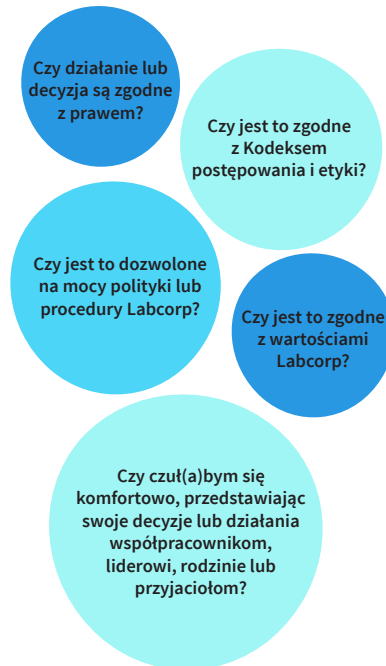 Czy działanie lub
decyzja są zgodne
z prawem?
Czy jest to zgodne
z Kodeksem
postępowania i etyki?
Czy jest to dozwolone
na mocy polityki lub
procedury Labcorp?
Czy jest to zgodne
z wartościami
Labcorp?
Czy czuł(a)bym się
komfortowo, przedstawiając
swoje decyzje lub działania
współpracownikom,
liderowi, rodzinie lub
przyjaciołom?